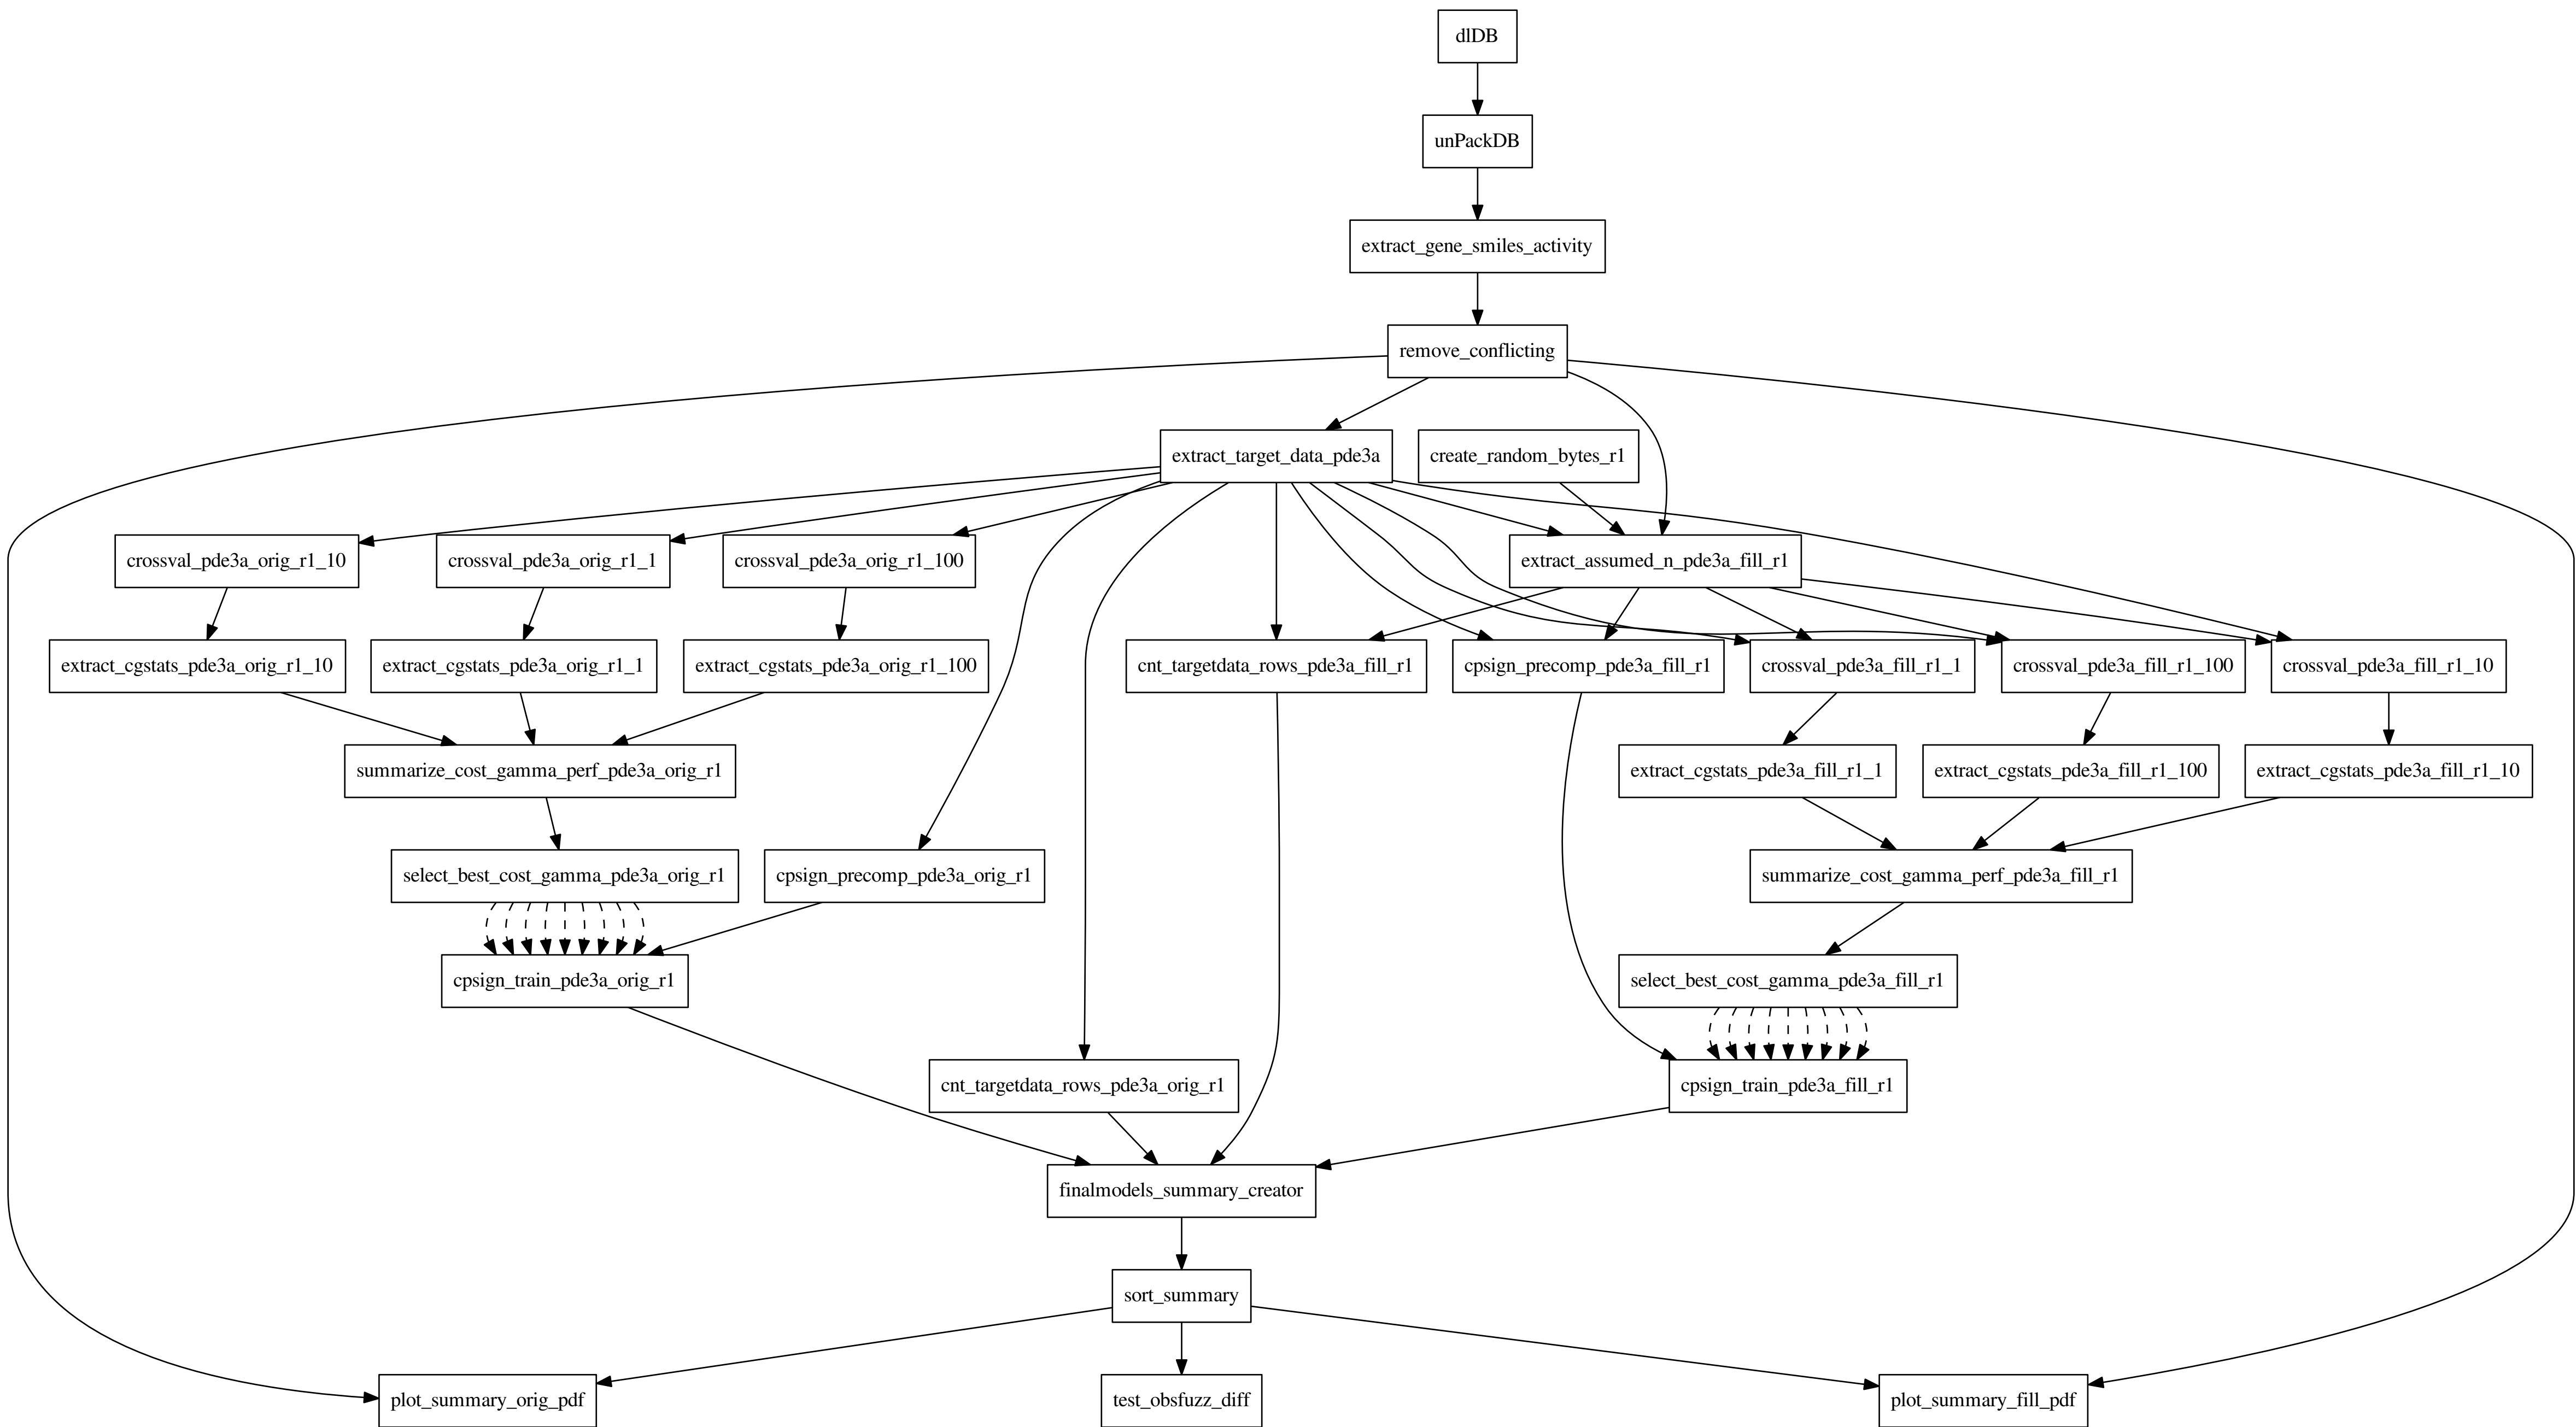 dlDB
unPackDB
extract_gene_smiles_activity
remove_conflicting
extract_target_data_pde3a
create_random_bytes_r1
crossval_pde3a_orig_r1_10
crossval_pde3a_orig_r1_1
crossval_pde3a_orig_r1_100
extract_assumed_n_pde3a_fill_r1
extract_cgstats_pde3a_orig_r1_10
extract_cgstats_pde3a_orig_r1_1
extract_cgstats_pde3a_orig_r1_100
cnt_targetdata_rows_pde3a_fill_r1
cpsign_precomp_pde3a_fill_r1
crossval_pde3a_fill_r1_1
crossval_pde3a_fill_r1_100
crossval_pde3a_fill_r1_10
summarize_cost_gamma_perf_pde3a_orig_r1
extract_cgstats_pde3a_fill_r1_1
extract_cgstats_pde3a_fill_r1_100
extract_cgstats_pde3a_fill_r1_10
select_best_cost_gamma_pde3a_orig_r1
cpsign_precomp_pde3a_orig_r1
summarize_cost_gamma_perf_pde3a_fill_r1
cpsign_train_pde3a_orig_r1
select_best_cost_gamma_pde3a_fill_r1
cnt_targetdata_rows_pde3a_orig_r1
cpsign_train_pde3a_fill_r1
finalmodels_summary_creator
sort_summary
plot_summary_orig_pdf
test_obsfuzz_diff
plot_summary_fill_pdf